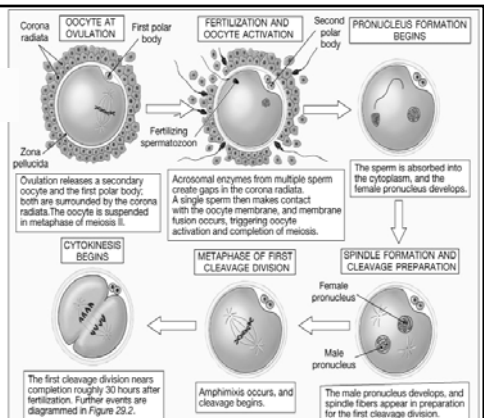 OOCYTE AT
OVULATION
Corona
radiata
First polar
body
Zona
pellucida
Ovulation releases a secondary
oocyte and the first polar body;
both are surrounded by the corona
radiata.The oocyte is suspended
in metaphase of meiosis II.
FERTILIZATION AND
OOCYTE ACTIVATION
Second
polar
body
Fertilizing
spermatozoon
Acrosomal enzymes from multiple sperm
create gaps in the corona radiata.
A single sperm then makes contact
with the oocyte membrane, and membrane
fusion occurs, triggering oocyte
activation and completion of meiosis.
PRONUCLEUS FORMATION
BEGINS
The sperm is absorbed into
the cytoplasm, and the
female pronucleus develops.
SPINDLE FORMATION AND
CLEAVAGE PREPARATION
Female
pronucleus
Male
pronucleus
The male pronucleus develops, and
spindle fibers appear in preparation
for the first cleavage division.
METAPHASE OF FIRST
CLEAVAGE DIVISION
Amphimixis occurs, and
cleavage begins.
CYTOKINESIS
BEGINS
The first cleavage division nears
completion roughly 30 hours after
fertilization. Further events are
diagrammed in Figure 29.2.